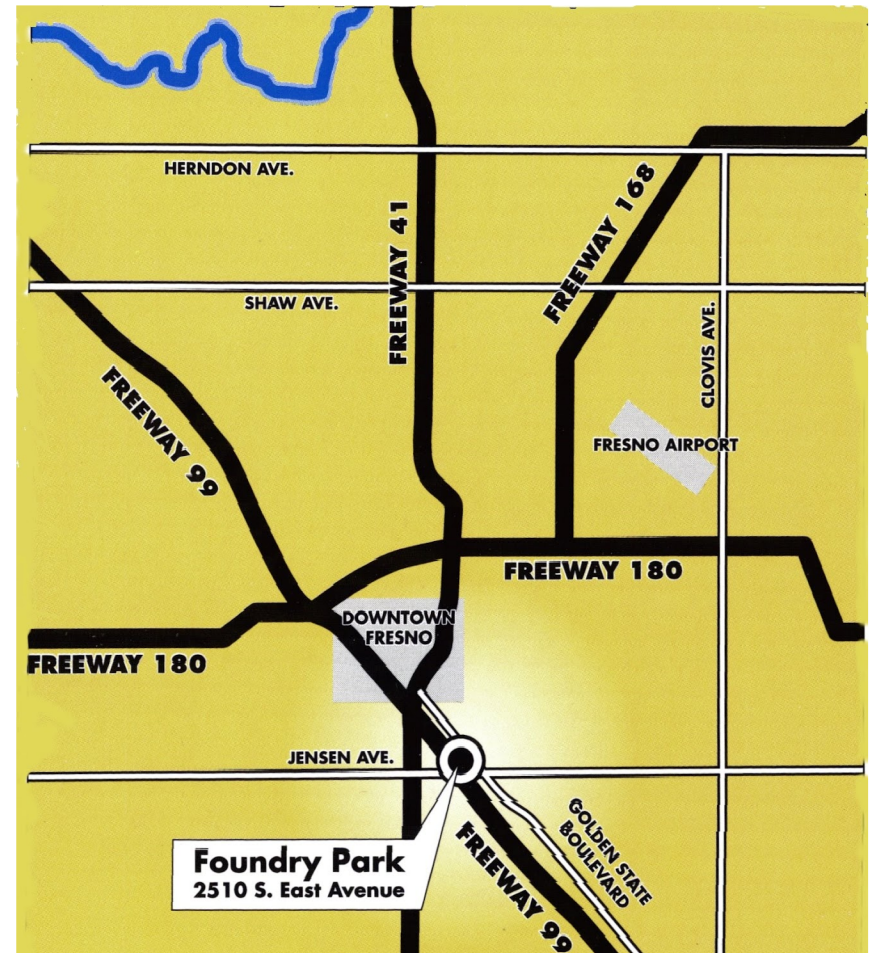 HERNDON AVE.
FREEWAY 168
FREEWAY 41
SHAW AVE.
CLOVIS AVE.
FREEWAY 99
FRESNO AIRPORT
FREEWAY 180
DOWNTOWN
FRESNO
FREEWAY 180
JENSEN AVE.
GOLDEN STATE
BOULEVARD
Foundry Park
2510 S. East Avenue
FREEWAY 99